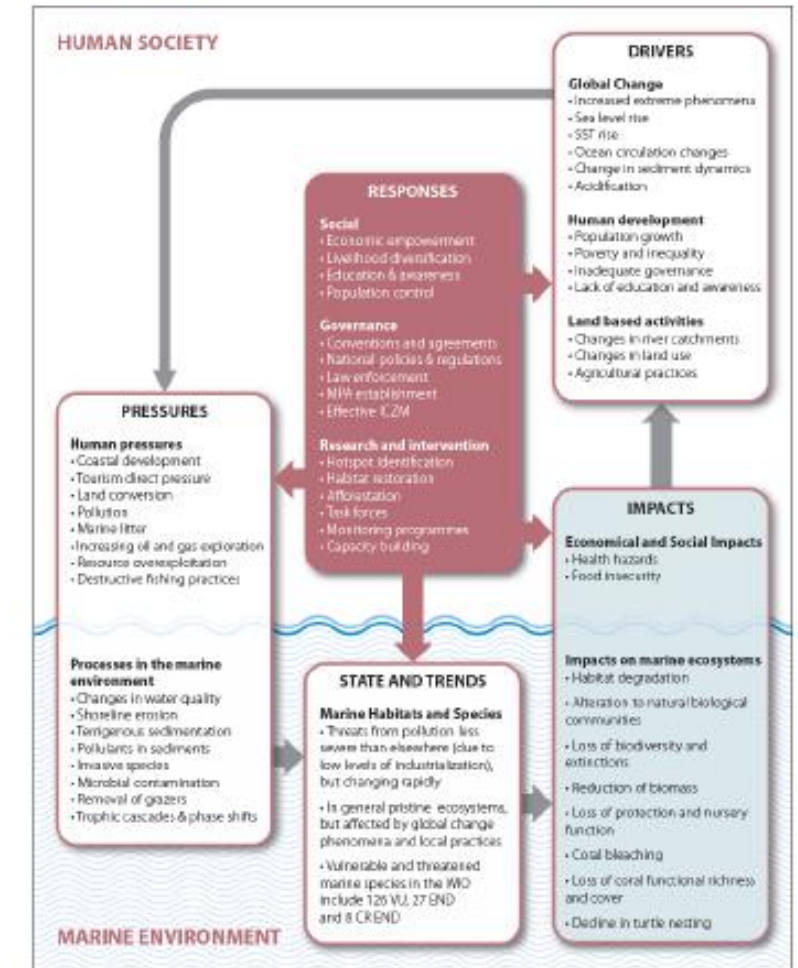 HUMAN SOCIETY
DRIVERS
Global Change
• Increased extreme phenomena
• Sea level rise
• SST rise
• Ocean circulation changes
• Change in sediment dynamics
• Acidification
Human development
• Population growth
• Poverty and inequality
• Inadequate governance
• Lack of education and awareness
Land based activities
• Changes in river catchments
• Changes in land use
• Agricultural practices
RESPONSES
Social
• Economic empowerment
• Livelihood diversification
• Education & awareness
• Population control
Governance
• Conventions and agreements
• National policies & regulations
• Law enforcement
• MPA establishment
• Effective ICZM
Research and intervention
• Hotspot identification
• Habitat restoration
• Afforestation
• Task forces
• Monitoring programmes
• Capacity building
PRESSURES
Human pressures
• Coastal development
• Tourism direct pressure
• Land conversion
• Pollution
• Marine litter
• Increasing oil and gas exploration
• Resource overexploitation
• Destructive fishing practices
Processes in the marine
environment
• Changes in water quality
• Shoreline erosion
• Terrigenous sedimentation
• Pollutants in sediments
• Invasive species
• Microbial contamination
• Removal of grazers
• Trophic cascades & phase shifts
STATE AND TRENDS
Marine Habitats and Species
• Threats from pollution less
severe than elsewhere (due to
low levels of industrialization),
but changing rapidly
• In general pristine ecosystems,
but affected by global change
phenomena and local practices
• Vulnerable and threatened
marine species in the WIO
include 126 VU, 27 END
and 8 CR END
IMPACTS
Economical and Social Impacts
• Health hazards
• Food insecurity
Impacts on marine ecosystems
• Habitat degradation
• Alteration to natural biological
communities
• Loss of biodiversity and
extinctions
• Reduction of biomass
• Loss of protection and nursery
function
• Coral bleaching
• Loss of coral functional richness
and cover
• Decline in turtle nesting
MARINE ENVIRONMENT